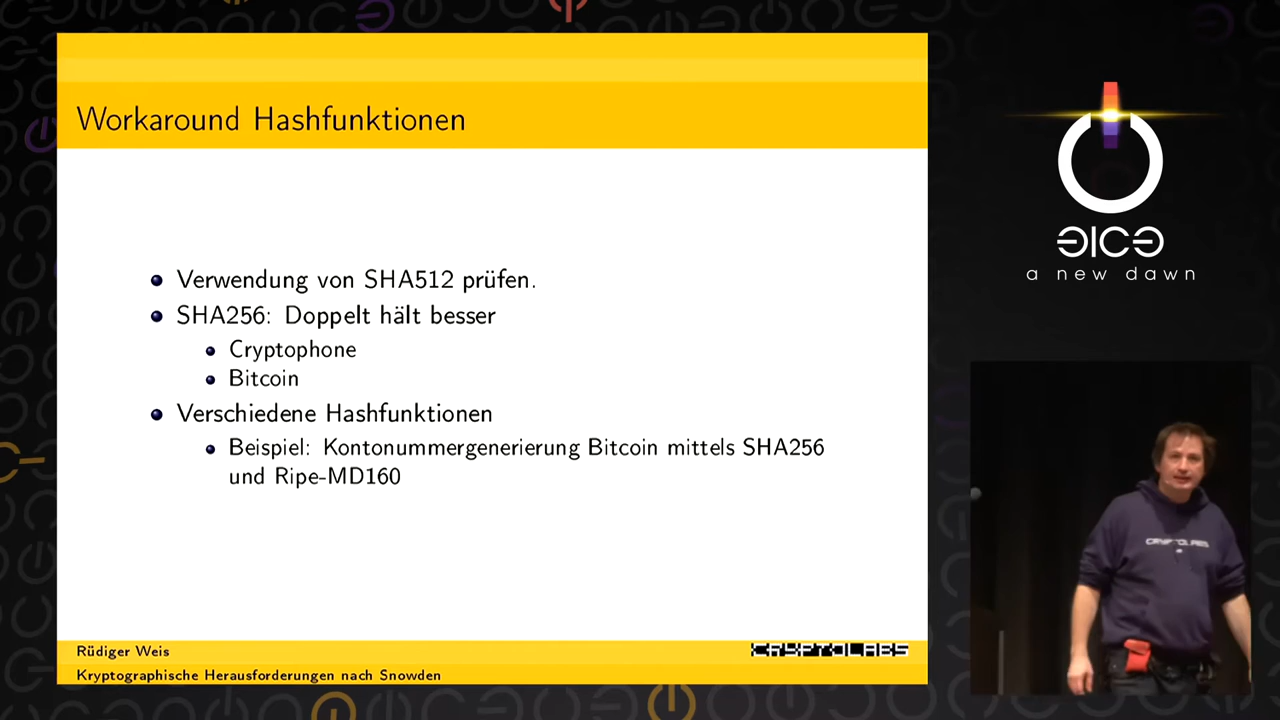 Workaround Hashfunktionen
Verwendung von SHA512 prüfen.
SHA256: Doppelt hält besser
Cryptophone
Bitcoin
Verschiedene Hashfunktionen
Beispiel: Kontonummergenerierung Bitcoin mittels SHA256
und Ripe-MD160
Rüdiger Weis
CRYPTOLABS
Kryptographische Herausforderungen nach Snowden
a new dawn
CRYPTOLABS